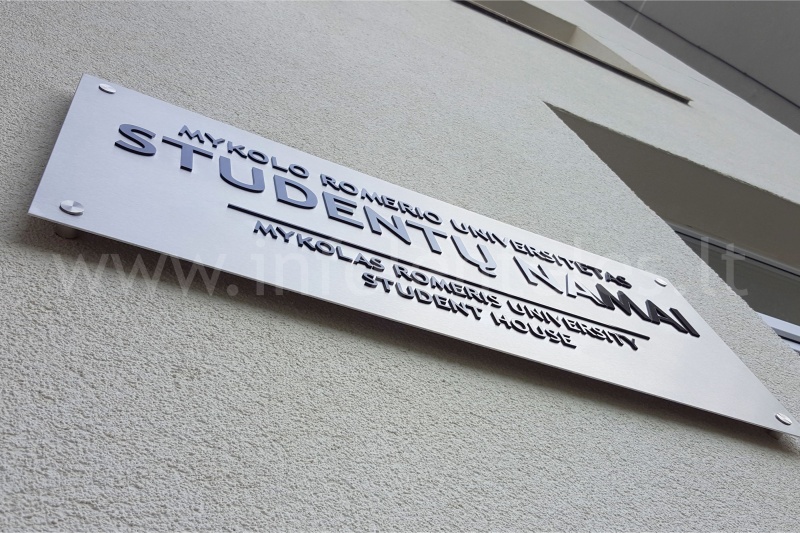 MYKOLO ROMERIO UNIVERSITETAS
STUDENTŲ NAMAI
MYKOLAS ROMERIS UNIVERSITY
STUDENT HOUSE